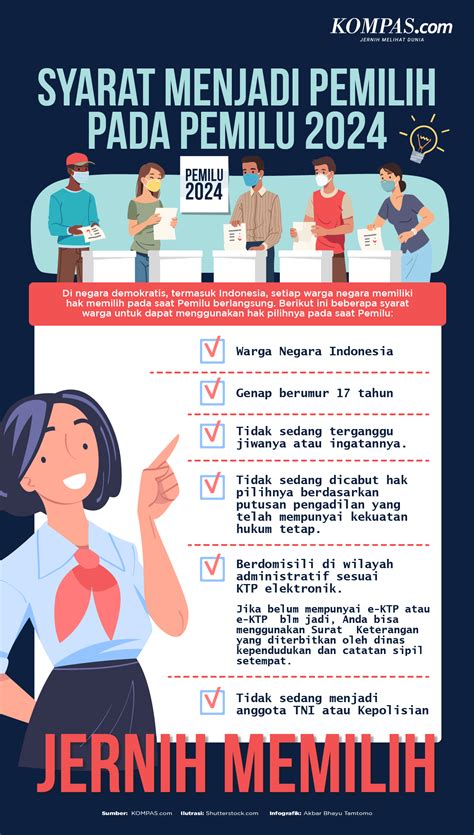 KOMPAS.com
JERNIH MELIHAT DUNIA
SYARAT MENJADI PEMILIH
PADA PEMILU 2024
PEMILU
2024
Di negara demokratis, termasuk Indonesia, setiap warga negara memiliki
hak memilih pada saat Pemilu berlangsung. Berikut ini beberapa syarat
warga untuk dapat menggunakan hak pilihnya pada saat Pemilu:
Warga Negara Indonesia
Genap berumur 17 tahun
Tidak sedang terganggu
jiwanya atau ingatannya.
Tidak sedang dicabut hak
pilihnya berdasarkan
putusan pengadilan yang
telah mempunyai kekuatan
hukum tetap.
Berdomisili di wilayah
administratif sesuai
KTP elektronik.
Jika belum mempunyai e-KTP atau
e-KTP blm jadi, Anda bisa
menggunakan Surat Keterangan
yang diterbitkan oleh dinas
kependudukan dan catatan sipil
setempat.
Tidak sedang menjadi
anggota TNI atau Kepolisian
JERNIH MEMILIH
Sumber: KOMPAS.com Ilutrasi: Shutterstock.com Infografik: Akbar Bhayu Tamtomo